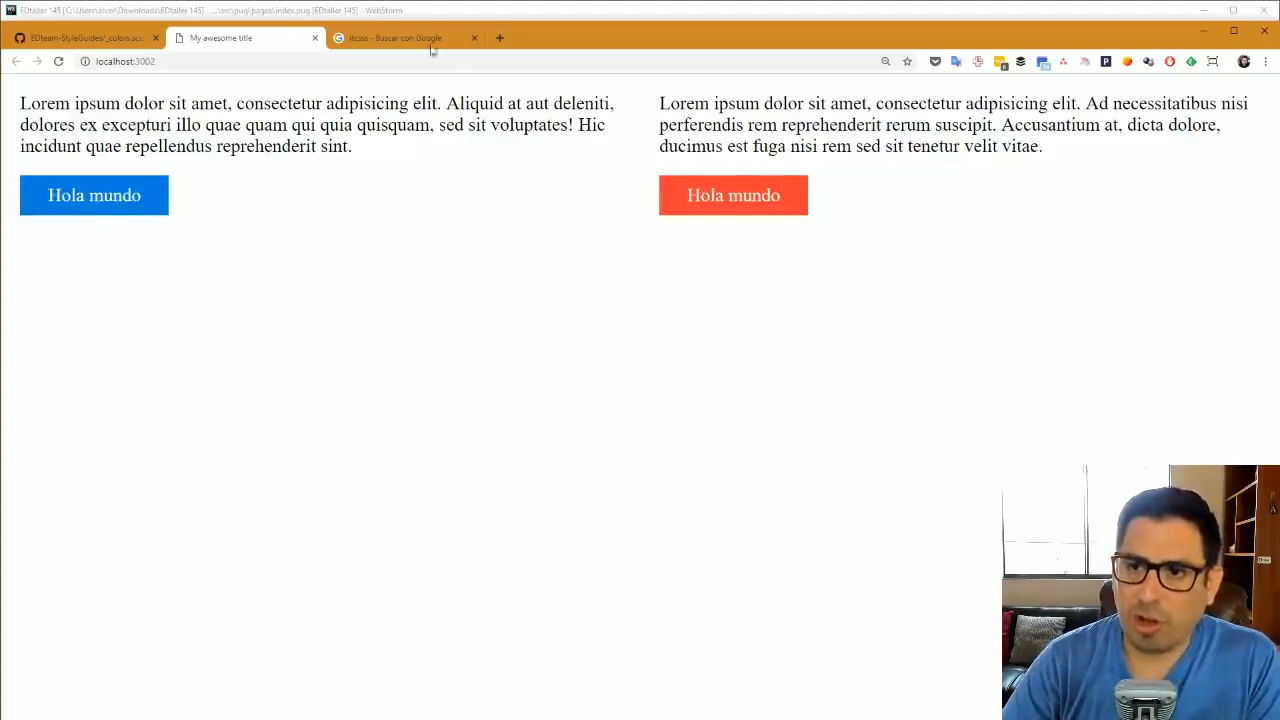 EDtaller 145 [C:\Users\alvar\Downloads\EDtaller 145] - ...\src\pug\pages\index.pug [EDtaller 145] - WebStorm
EDteam-StyleGuides/_colors.scs
My awesome title
itcsss - Buscar con Google
localhost:3002
Lorem ipsum dolor sit amet, consectetur adipisicing elit. Aliquid at aut deleniti,
dolores ex excepturi illo quae quam qui quia quisquam, sed sit voluptates! Hic
incidunt quae repellendus reprehenderit sint.
Hola mundo
Lorem ipsum dolor sit amet, consectetur adipisicing elit. Ad necessitatibus nisi
perferendis rem reprehenderit rerum suscipit. Accusantium at, dicta dolore,
ducimus est fuga nisi rem sed sit tenetur velit vitae.
Hola mundo